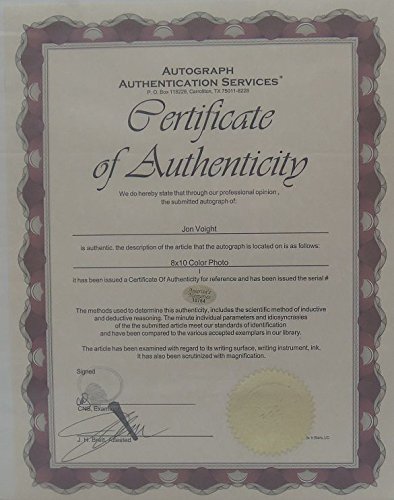 AUTOGRAPH
AUTHENTICATION SERVICES®
P. O. Box 118228, Carrollton, TX 75011-8228
Certificate
of Authenticity
We do hereby state that through our professional opinion ,
the submitted autograph of:
Jon Voight
is authentic. the description of the article that the autograph is located on is as follows:
8x10 Color Photo
It has been issued a Certificate Of Authenticity for reference and has been issued the serial #
The methods used to determine this authenticity, includes the scientific method of inductive
and deductive reasoning. The minute individual parameters and idiosyncrasies
of the the submitted article meet our standards of identification
and have been compared to the various accepted exemplars in our library.
The article has been examined with regard to its writing surface, writing instrument, ink.
It has also been scrutinized with magnification.
Signed
CNB, Exam
J. H. Brett, Attested